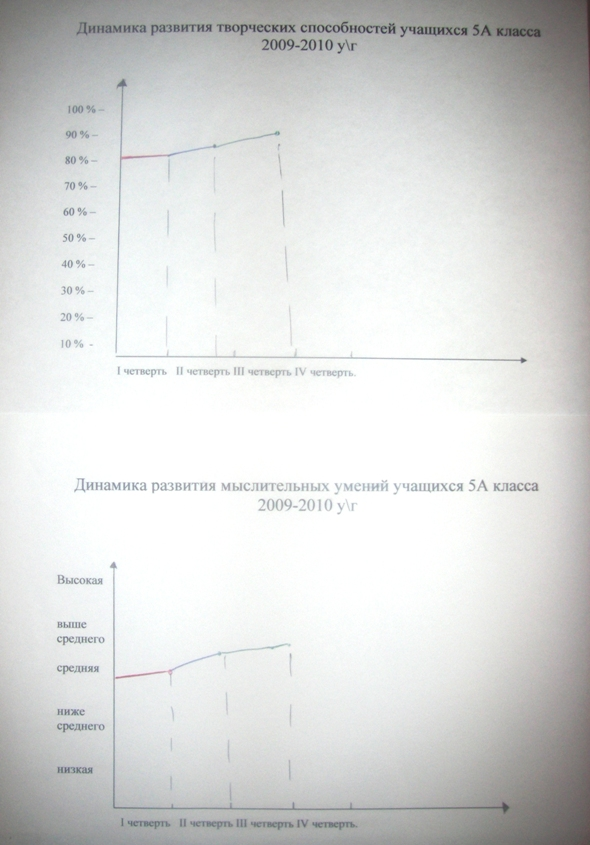 Динамика развития творческих способностей учащихся 5А класса
2009-2010 у\г
100 % –
90 % –
80 % –
70 % –
60 % –
50 % –
40 % –
30 % –
20 % –
10 % -
I четверть II четверть III четверть IV четверть.
Динамика развития мыслительных умений учащихся 5А класса
2009-2010 у\г
Высокая
выше
среднего
средняя
ниже
среднего
низкая
I четверть II четверть III четверть IV четверть.